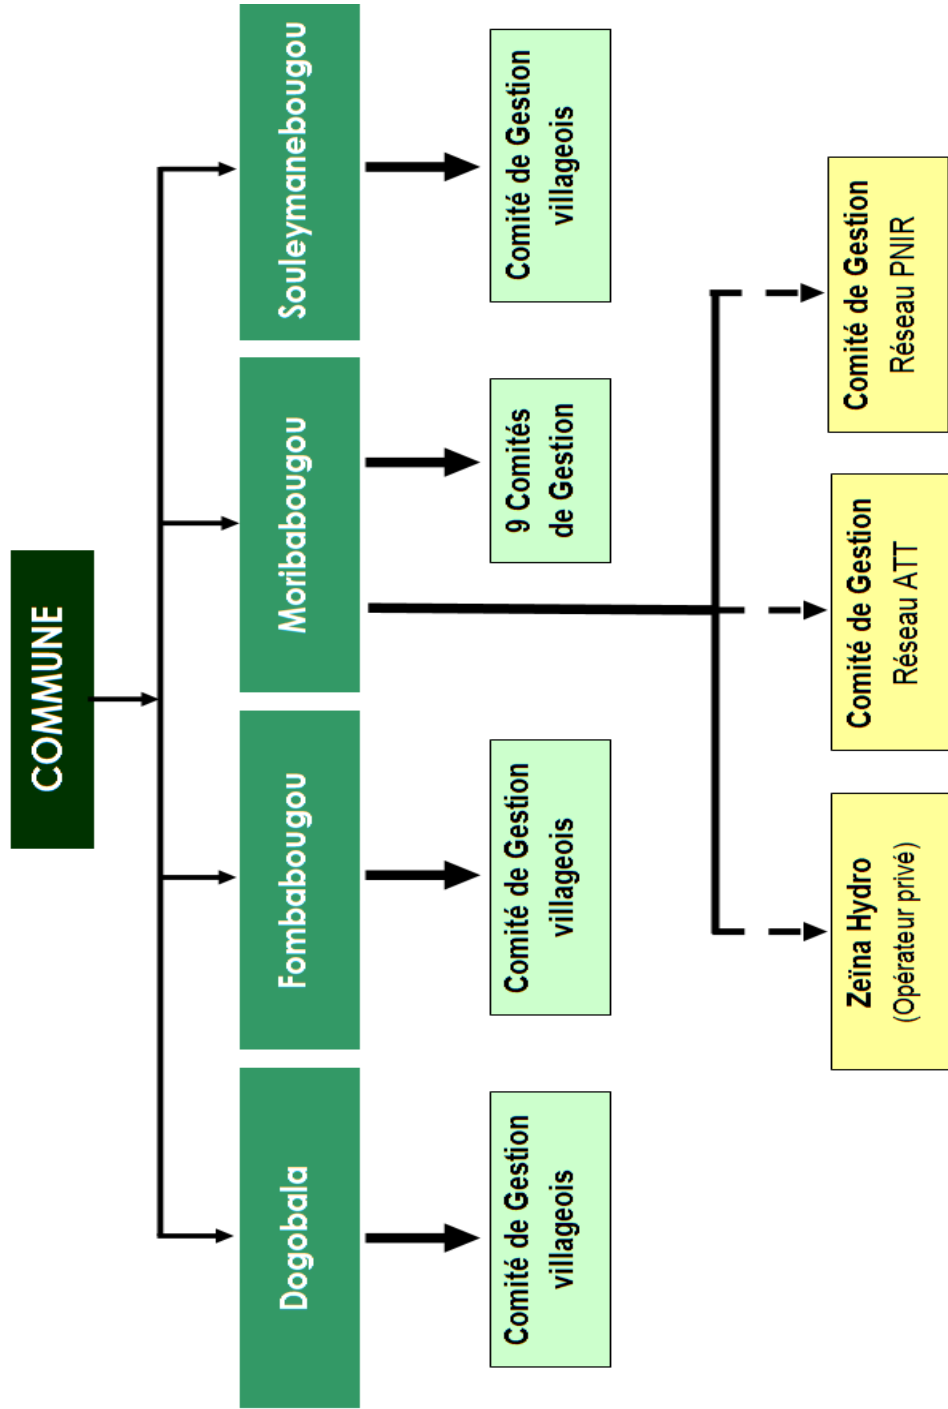 COMMUNE
Dogobala
Fombabougou
Moribabougou
Souleymanebougou
Comité de Gestion
villageois
Comité de Gestion
villageois
9 Comités
de Gestion
Comité de Gestion
villageois
Zeïna Hydro
(Opérateur privé)
Comité de Gestion
Réseau ATT
Comité de Gestion
Réseau PNIR